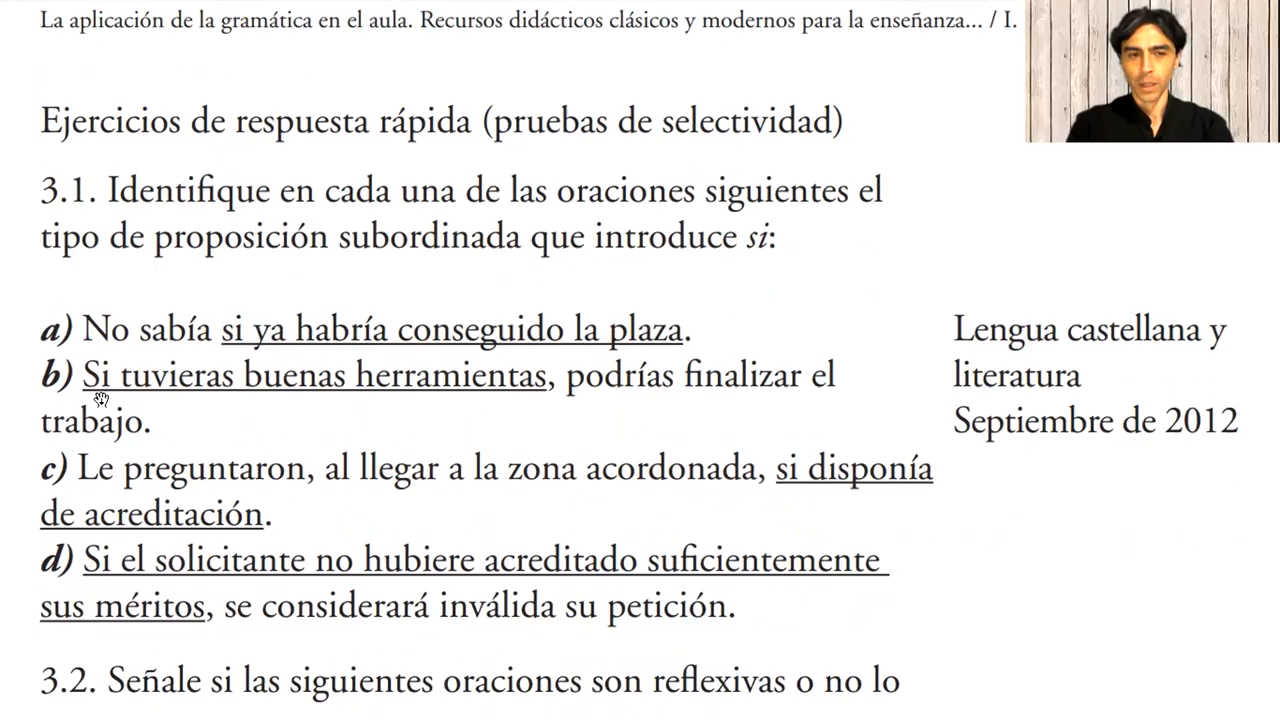 La aplicación de la gramática en el aula. Recursos didácticos clásicos y modernos para la enseñanza... / I.
Ejercicios de respuesta rápida (pruebas de selectividad)
3.1. Identifique en cada una de las oraciones siguientes el
tipo de proposición subordinada que introduce si:
a) No sabía si ya habría conseguido la plaza.
b) Si tuvieras buenas herramientas, podrías finalizar el
trabajo.
c) Le preguntaron, al llegar a la zona acordonada, si disponía
de acreditación.
d) Si el solicitante no hubiere acreditado suficientemente
sus méritos, se considerará inválida su petición.
Lengua castellana y
literatura
Septiembre de 2012
3.2. Señale si las siguientes oraciones son reflexivas o no lo